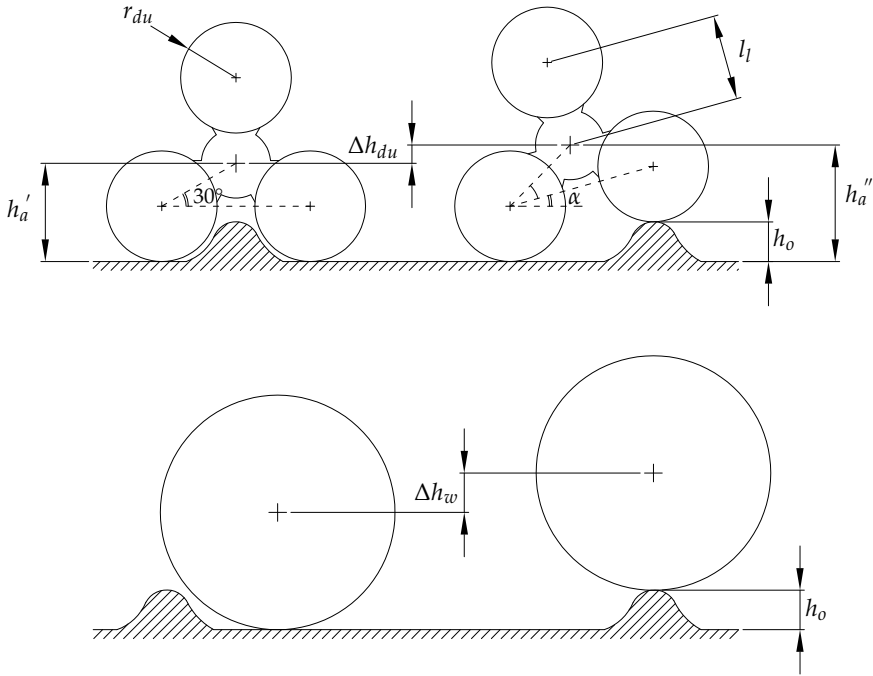 r_du
l_l
Δh_du
h_a′
30°
α
h_a″
h_o
Δh_w
h_o